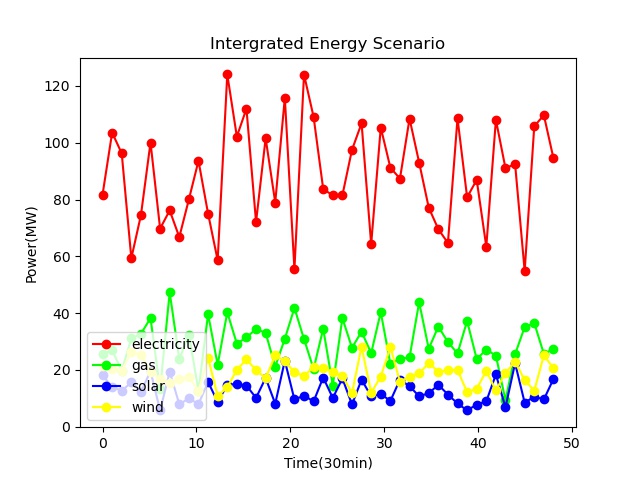 Intergrated Energy Scenario
Power(MW)
120
100
80
60
40
20
0
electricity
gas
solar
wind
0 10 20 30 40 50
Time(30min)